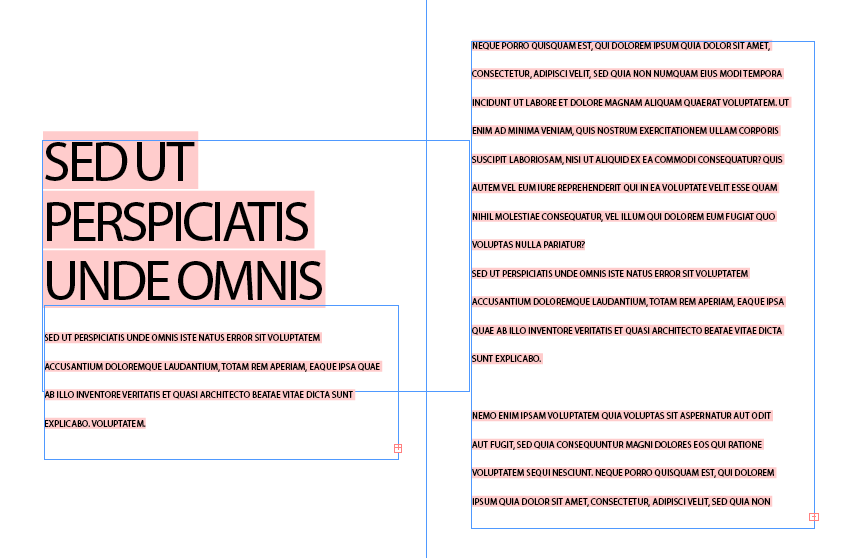 SED UT
PERSPICIATIS
UNDE OMNIS
SED UT PERSPICIATIS UNDE OMNIS ISTE NATUS ERROR SIT VOLUPTATEM
ACCUSANTIUM DOLOREMQUE LAUDANTIUM, TOTAM REM APERIAM, EAQUE IPSA QUAE
AB ILLO INVENTORE VERITATIS ET QUASI ARCHITECTO BEATAE VITAE DICTA SUNT
EXPLICABO. VOLUPTATEM.
NEQUE PORRO QUISQUAM EST, QUI DOLOREM IPSUM QUIA DOLOR SIT AMET,
CONSECTETUR, ADIPISCI VELIT, SED QUIA NON NUMQUAM EIUS MODI TEMPORA
INCIDUNT UT LABORE ET DOLORE MAGNAM ALIQUAM QUAERAT VOLUPTATEM. UT
ENIM AD MINIMA VENIAM, QUIS NOSTRUM EXERCITATIONEM ULLAM CORPORIS
SUSCIPIT LABORIOSAM, NISI UT ALIQUID EX EA COMMODI CONSEQUATUR? QUIS
AUTEM VEL EUM IURE REPREHENDERIT QUI IN EA VOLUPTATE VELIT ESSE QUAM
NIHIL MOLESTIAE CONSEQUATUR, VEL ILLUM QUI DOLOREM EUM FUGIAT QUO
VOLUPTAS NULLA PARIATUR?
SED UT PERSPICIATIS UNDE OMNIS ISTE NATUS ERROR SIT VOLUPTATEM
ACCUSANTIUM DOLOREMQUE LAUDANTIUM, TOTAM REM APERIAM, EAQUE IPSA
QUAE AB ILLO INVENTORE VERITATIS ET QUASI ARCHITECTO BEATAE VITAE DICTA
SUNT EXPLICABO.
NEMO ENIM IPSAM VOLUPTATEM QUIA VOLUPTAS SIT ASPERNATUR AUT ODIT
AUT FUGIT, SED QUIA CONSEQUUNTUR MAGNI DOLORES EOS QUI RATIONE
VOLUPTATEM SEQUI NESCIUNT. NEQUE PORRO QUISQUAM EST, QUI DOLOREM
IPSUM QUIA DOLOR SIT AMET, CONSECTETUR, ADIPISCI VELIT, SED QUIA NON